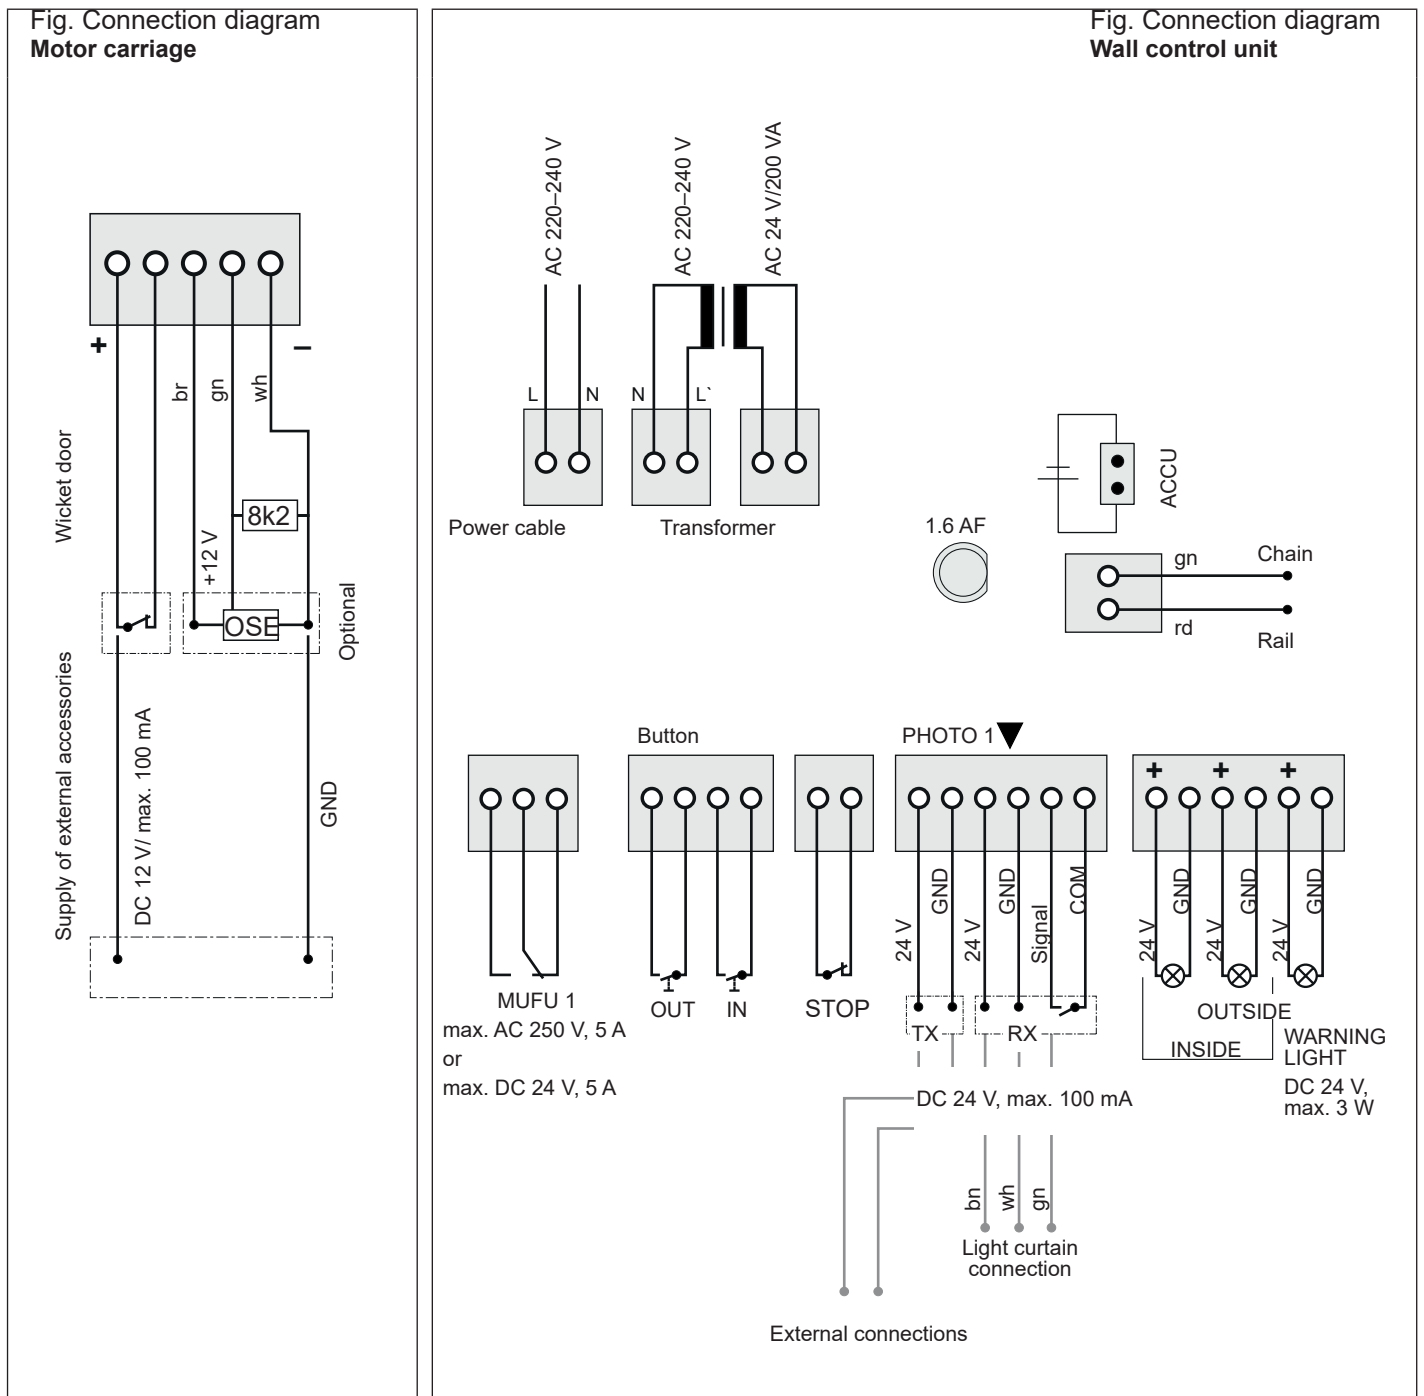 Fig. Connection diagram
Motor carriage
+
–
br
gn
wh
Wicket door
8k2
+12 V
OSE
Optional
Supply of external accessories
DC 12 V/ max. 100 mA
GND
Fig. Connection diagram
Wall control unit
AC 220–240 V
AC 220–240 V
AC 24 V/200 VA
L
N
N
L`
Power cable
Transformer
ACCU
1.6 AF
gn
Chain
rd
Rail
Button
PHOTO 1
+
+
+
24 V
GND
24 V
GND
Signal
COM
24 V
GND
24 V
GND
24 V
GND
MUFU 1
max. AC 250 V, 5 A
or
max. DC 24 V, 5 A
OUT
IN
STOP
TX
RX
OUTSIDE
INSIDE
WARNING
LIGHT
DC 24 V,
max. 3 W
DC 24 V, max. 100 mA
bn
wh
gn
Light curtain
connection
External connections